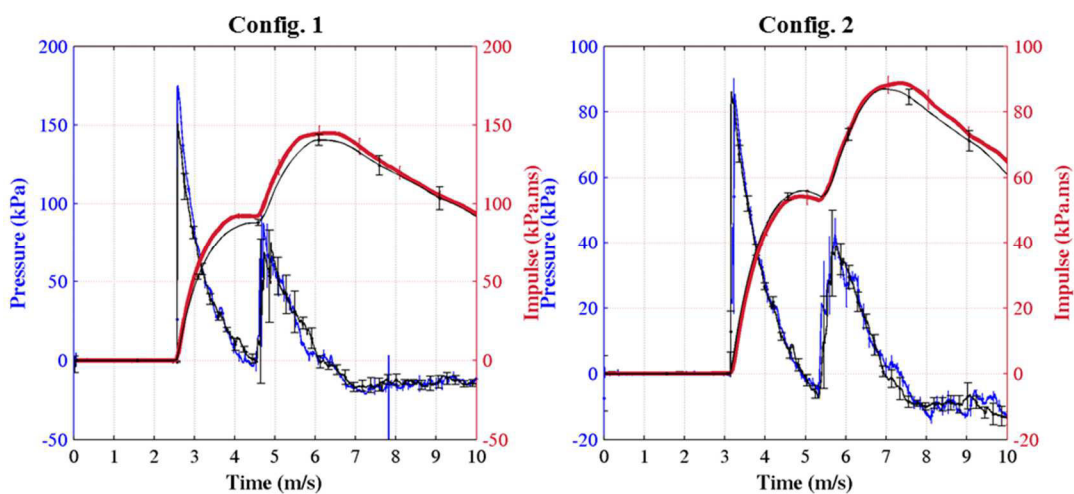 Config. 1
Config. 2
200
150
100
50
0
-50
Pressure (kPa)
200
150
100
50
0
-50
Impulse (kPa.ms)
0 1 2 3 4 5 6 7 8 9 10
Time (m/s)
100
80
60
40
20
0
-20
Pressure (kPa)
100
80
60
40
20
0
-20
Impulse (kPa.ms)
0 1 2 3 4 5 6 7 8 9 10
Time (m/s)